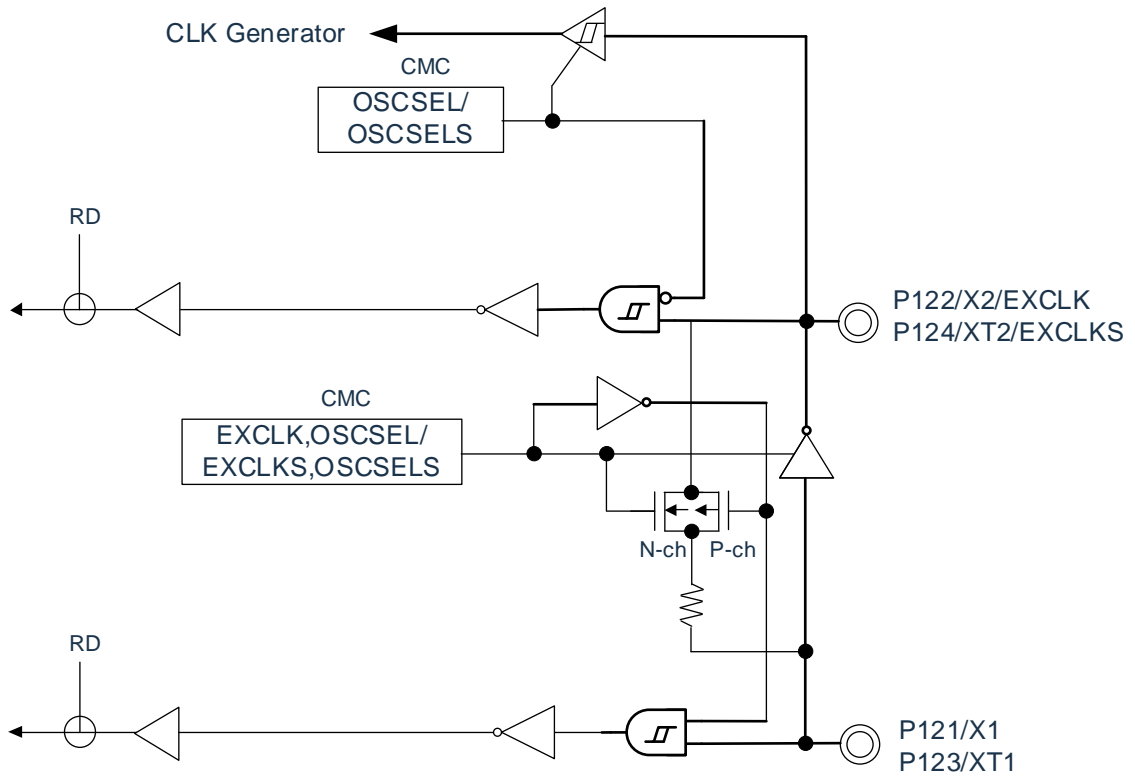 CLK Generator
CMC
OSCSEL/
OSCSELS
RD
P122/X2/EXCLK
P124/XT2/EXCLKS
CMC
EXCLK,OSCSEL/
EXCLKS,OSCSELS
N-ch
P-ch
RD
P121/X1
P123/XT1